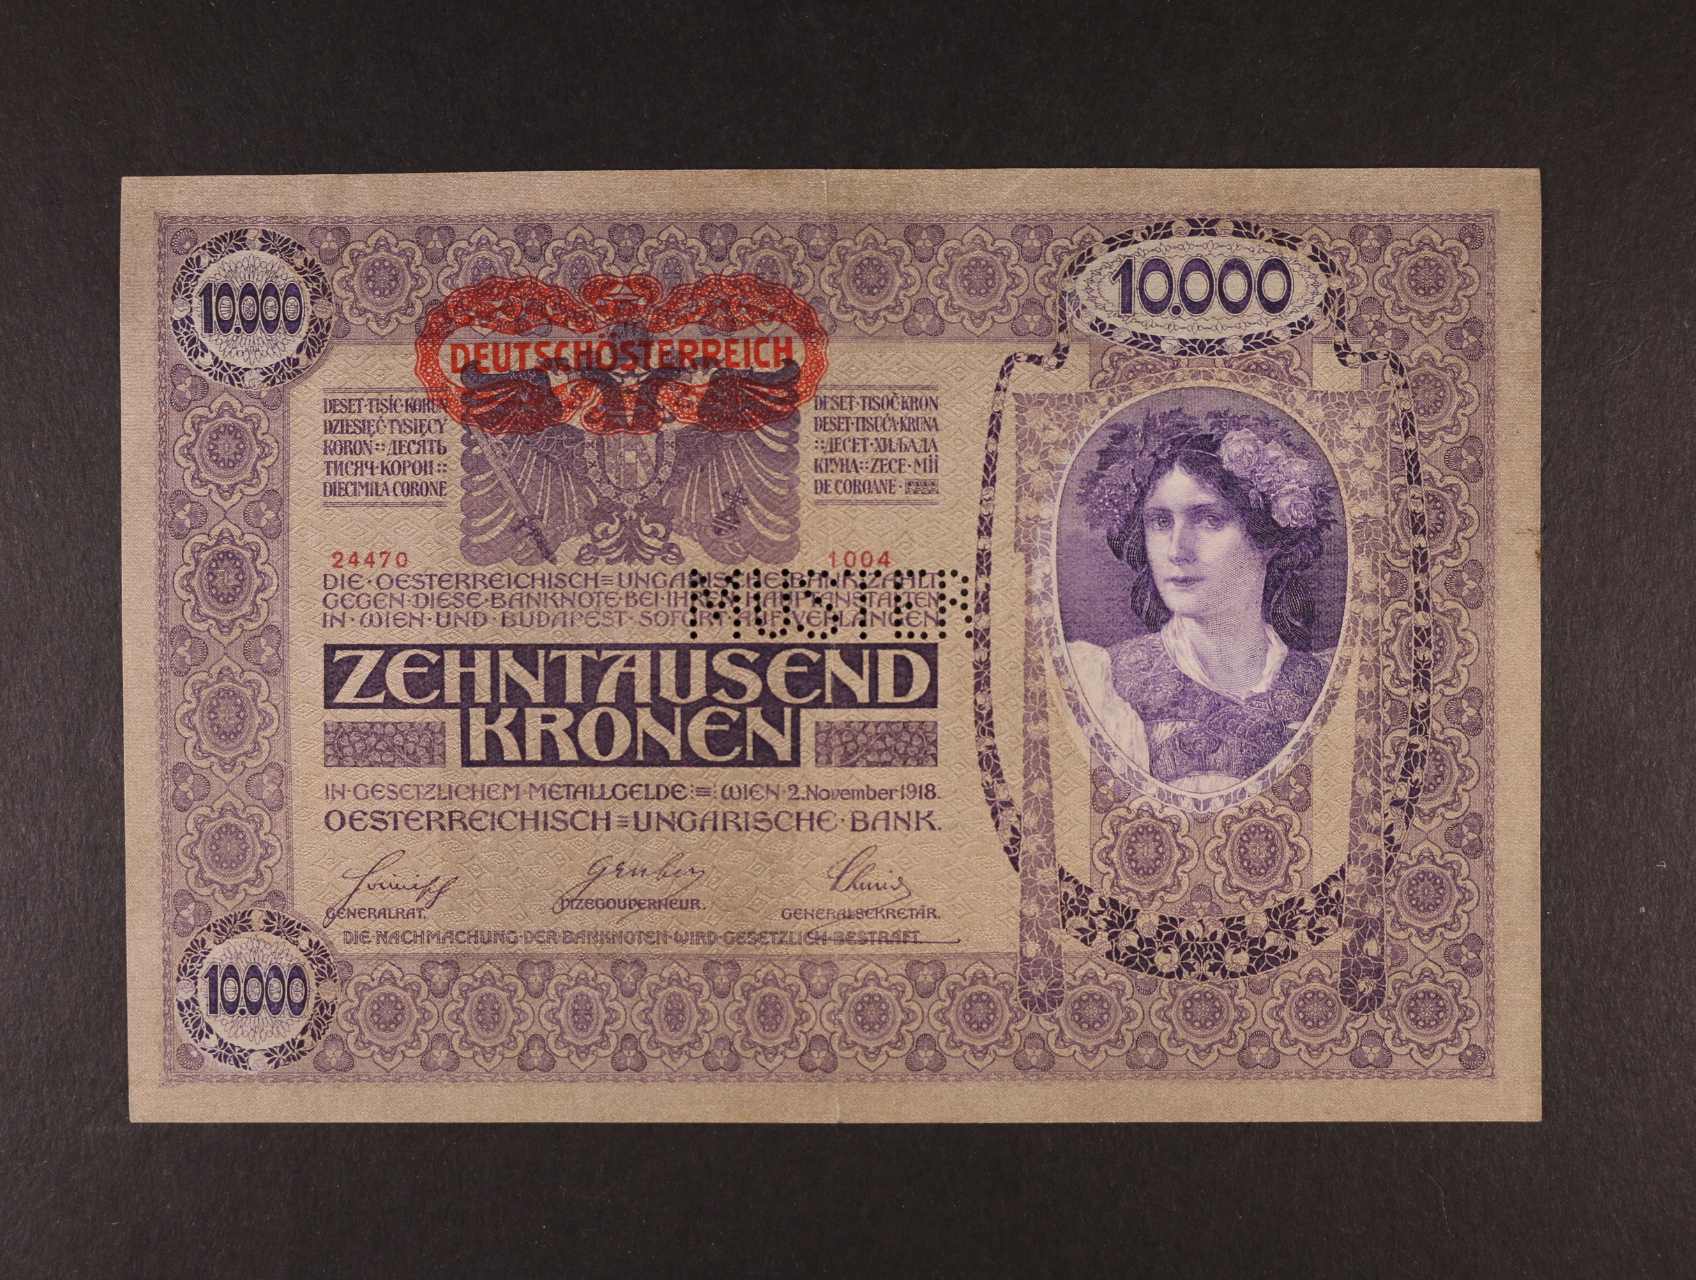 10.000
10.000
DEUTSCHÖSTERREICH
DESET·TISÍC·KORUN
DZIESIĘĆ TYSIĘCY
KORON::ДЕСЯТЬ
ТИСЯЧ·КОРОН::
DIECIMILA CORONE
DESET·TISOČ KRON
DESET·TISUĆA·KRUNA
::ДЕСЕТ·ХИЉАДА
КРУНА::ZECE·MII
DE COROANE·
24470
1004
DIE·OESTERREICHISCH=UNGARISCHE·BANK·ZAHLT
GEGEN·DIESE·BANKNOTE·BEI·IHREN·HAUPTANSTALTEN
IN·WIEN·UND·BUDAPEST·SOFORT·AUF·VERLANGEN
MUSTER
ZEHNTAUSEND
KRONEN
IN·GESETZLICHEM·METALLGELDE:=WIEN·2.November 1918.
OESTERREICHISCH=UNGARISCHE·BANK.
Gruber
Schmid
GENERALRAT.
VIZEGOUVERNEUR.
GENERALSEKRETÄR.
DIE·NACHMACHUNG·DER·BANKNOTEN·WIRD·GESETZLICH·BESTRAFT.
10.000